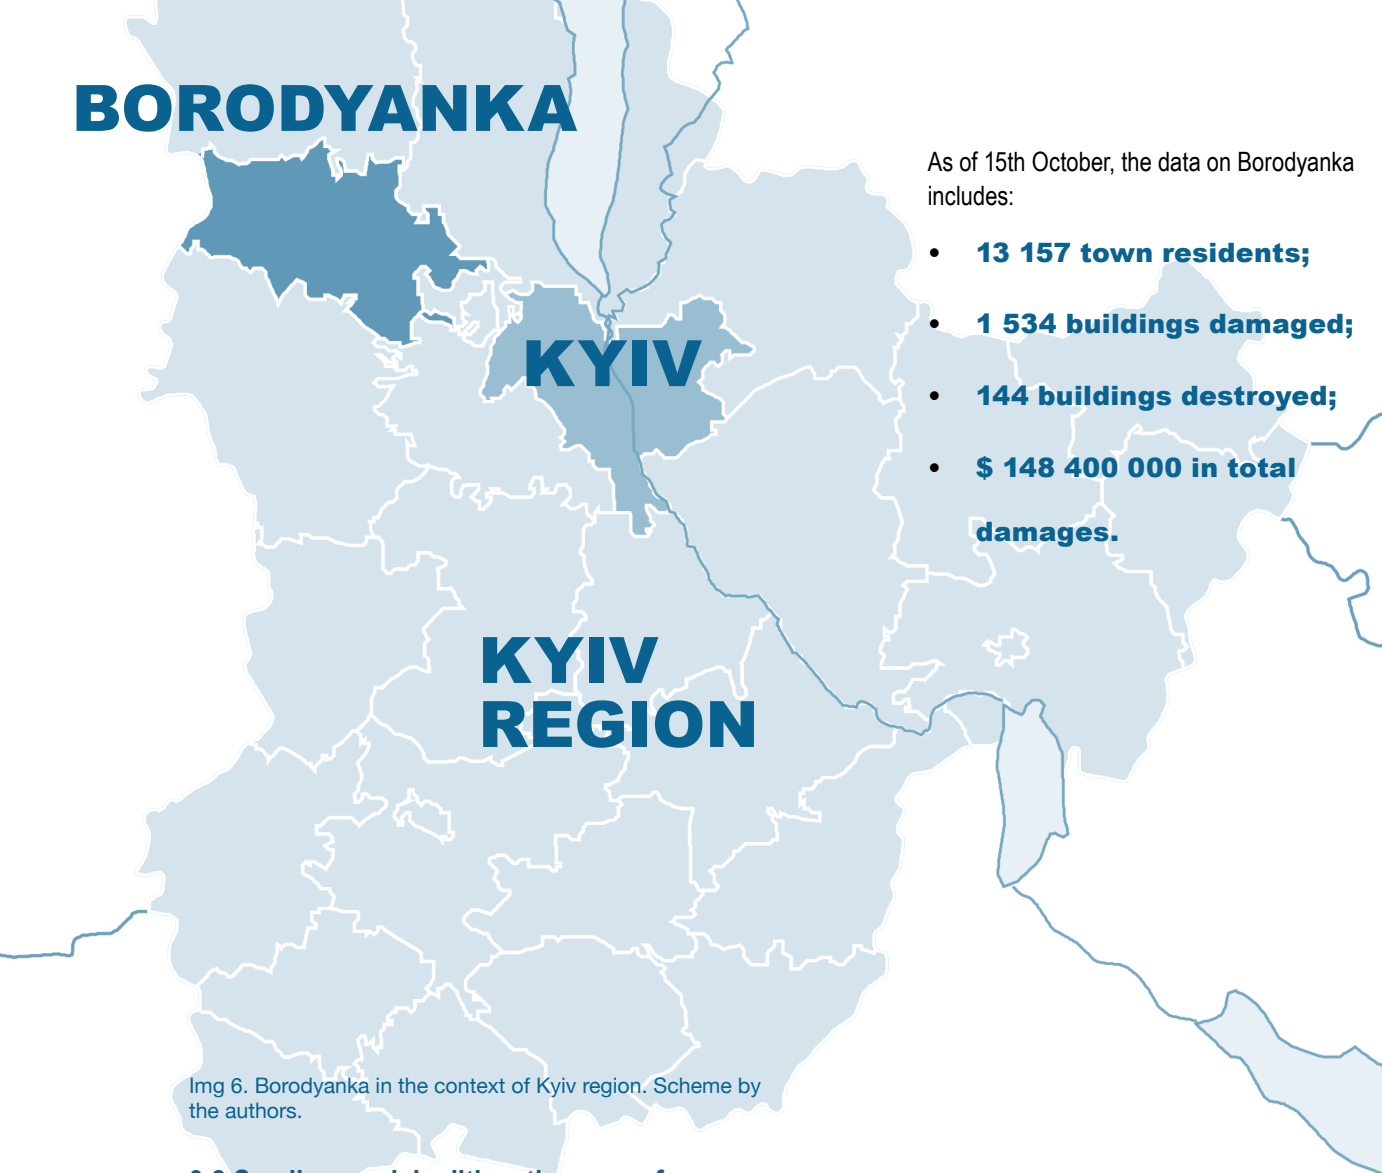 BORODYANKA
As of 15th October, the data on Borodyanka
includes:
• 13 157 town residents;
• 1 534 buildings damaged;
• 144 buildings destroyed;
• $ 148 400 000 in total
damages.
KYIV
KYIV
REGION
Img 6. Borodyanka in the context of Kyiv region. Scheme by
the authors.